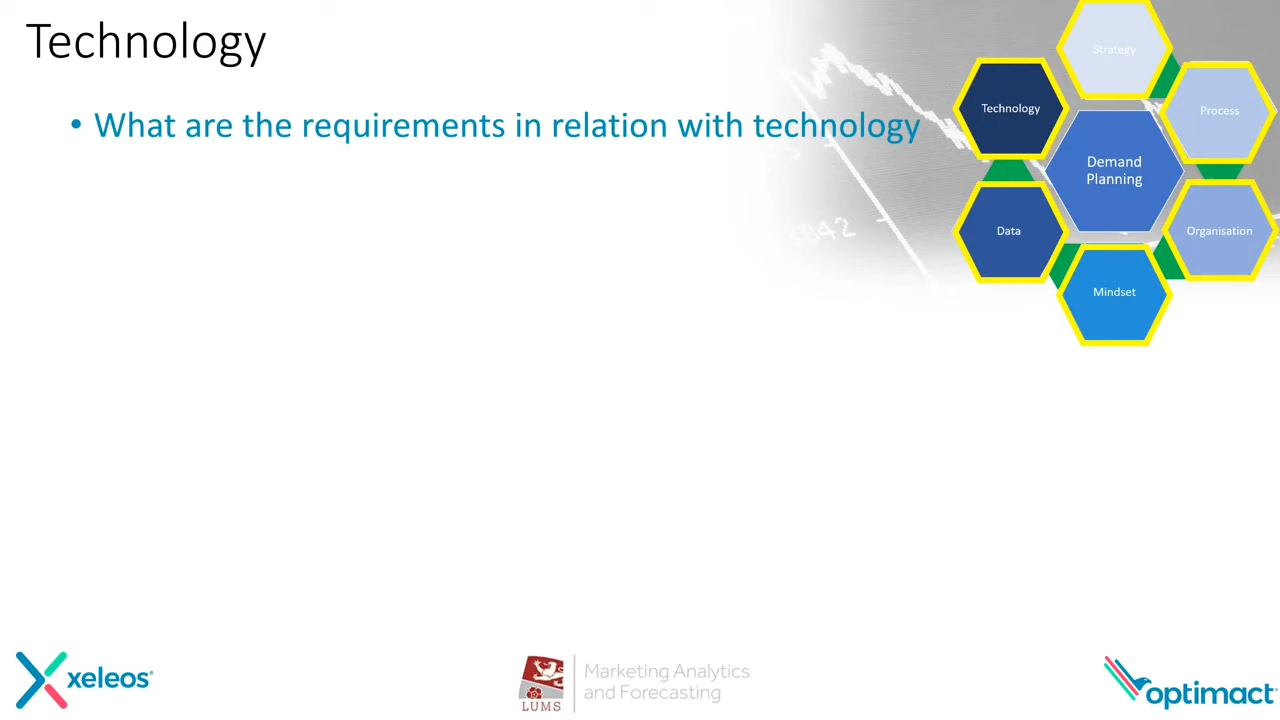 Technology
• What are the requirements in relation with technology
Strategy
Technology
Process
Demand
Planning
Data
Organisation
Mindset
2842
xeleos®
LUMS
Marketing Analytics
and Forecasting
optimact